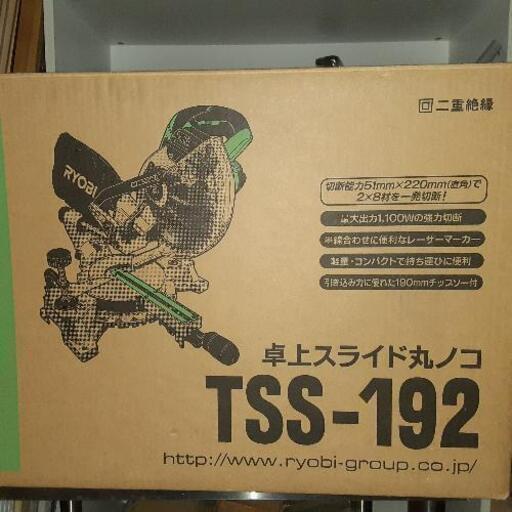 回二重絶縁
RYOBI
切断能力51mm×220mm(直角)で
2×8材を一発切断!
最大出力1,100Wの強力切断
墨線合わせに便利なレーザーマーカー
軽量・コンパクトで持ち運びに便利
引き込み力に優れた190mmチップソー付
卓上スライド丸ノコ
TSS-192
http://www.ryobi-group.co.jp/